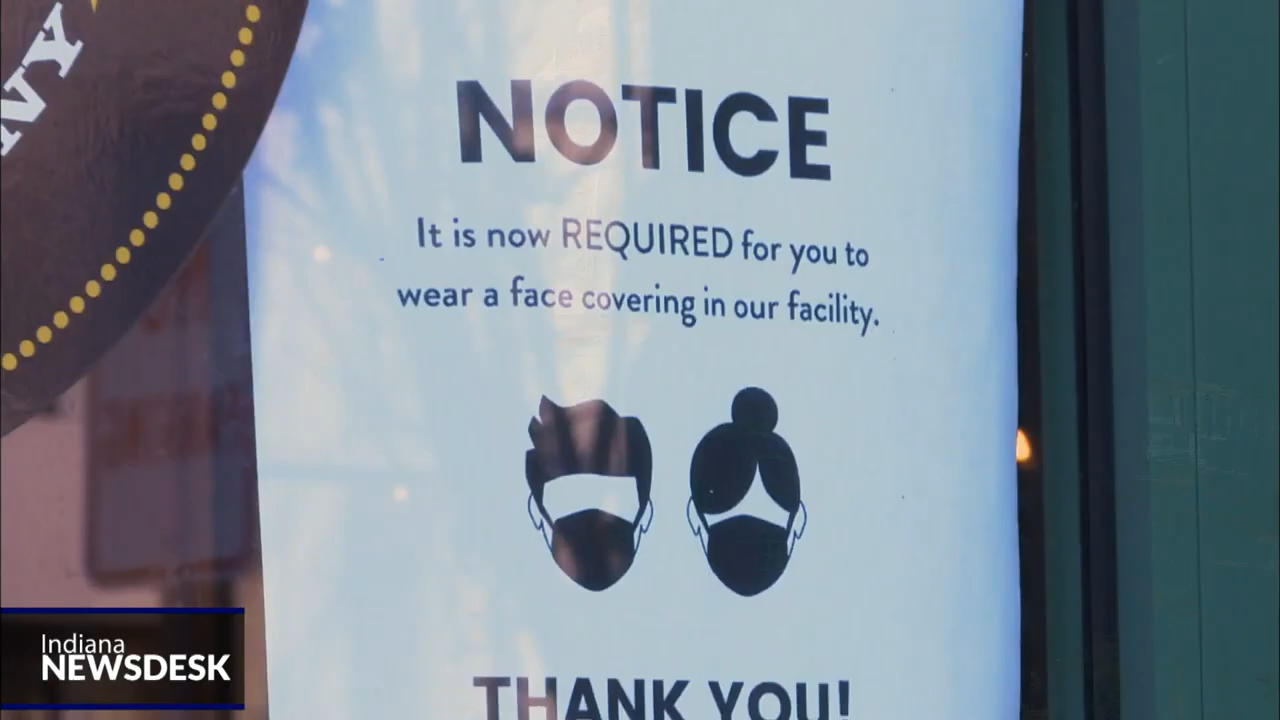 NOTICE
It is now REQUIRED for you to
wear a face covering in our facility.
THANK YOU!
Indiana
NEWSDESK